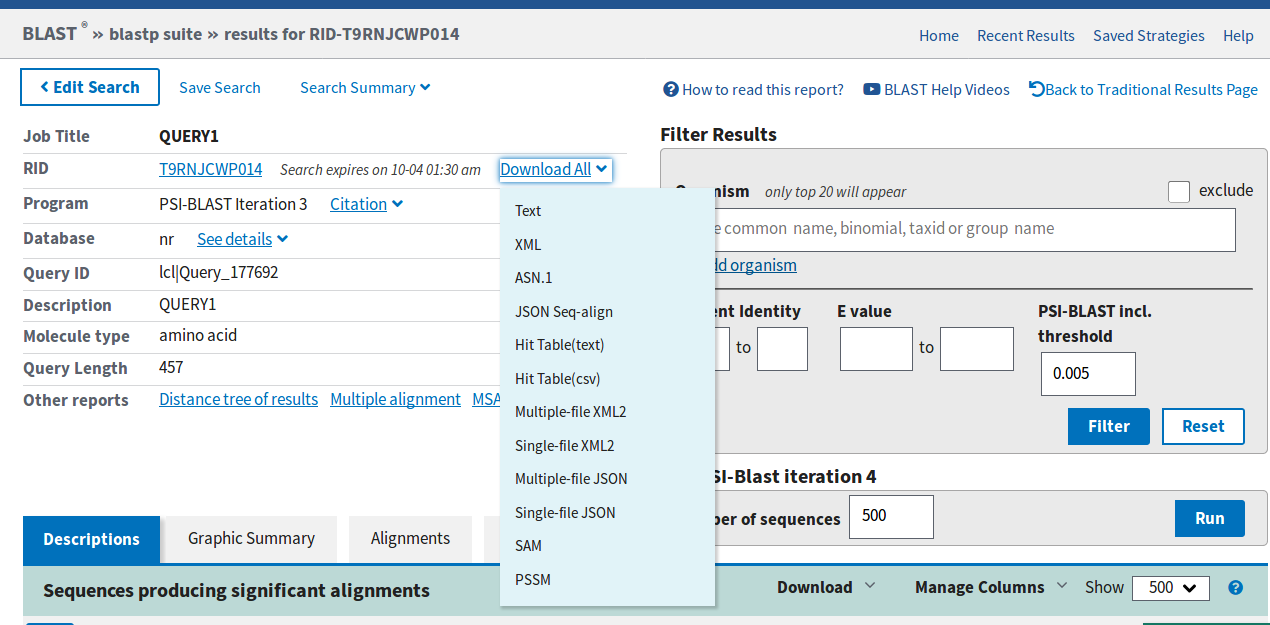 BLAST ® » blastp suite » results for RID-T9RNJCWP014
Home Recent Results Saved Strategies Help
Edit Search Save Search Search Summary
How to read this report? BLAST Help Videos Back to Traditional Results Page
Job Title QUERY1
RID T9RNJCWP014 Search expires on 10-04 01:30 am Download All
Program PSI-BLAST Iteration 3 Citation
Database nr See details
Query ID lcl|Query_177692
Description QUERY1
Molecule type amino acid
Query Length 457
Other reports Distance tree of results Multiple alignment MSA
Text
XML
ASN.1
JSON Seq-align
Hit Table(text)
Hit Table(csv)
Multiple-file XML2
Single-file XML2
Multiple-file JSON
Single-file JSON
SAM
PSSM
Filter Results
nism only top 20 will appear exclude
common name, binomial, taxid or group name
dd organism
ent Identity E value PSI-BLAST incl.
threshold
to to
0.005
Filter Reset
SI-Blast iteration 4
ber of sequences 500 Run
Descriptions Graphic Summary Alignments
Sequences producing significant alignments Download Manage Columns Show 500 ?